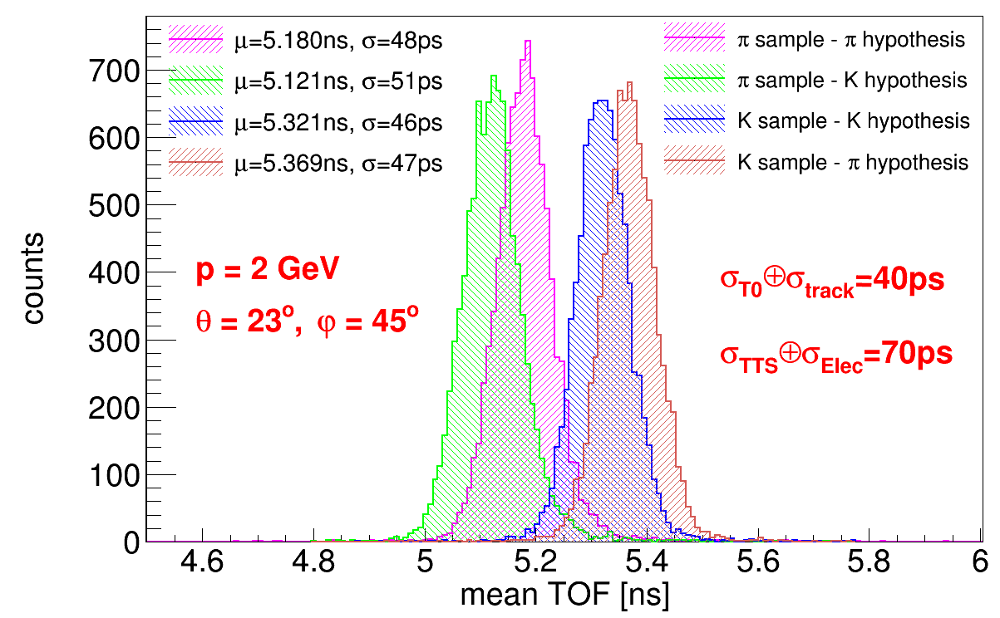 μ=5.180ns, σ=48ps
μ=5.121ns, σ=51ps
μ=5.321ns, σ=46ps
μ=5.369ns, σ=47ps
π sample - π hypothesis
π sample - K hypothesis
K sample - K hypothesis
K sample - π hypothesis
p = 2 GeV
θ = 23°, φ = 45°
σT0⊕σtrack=40ps
σTTS⊕σElec=70ps
counts
700
600
500
400
300
200
100
0
4.6 4.8 5 5.2 5.4 5.6 5.8 6
mean TOF [ns]